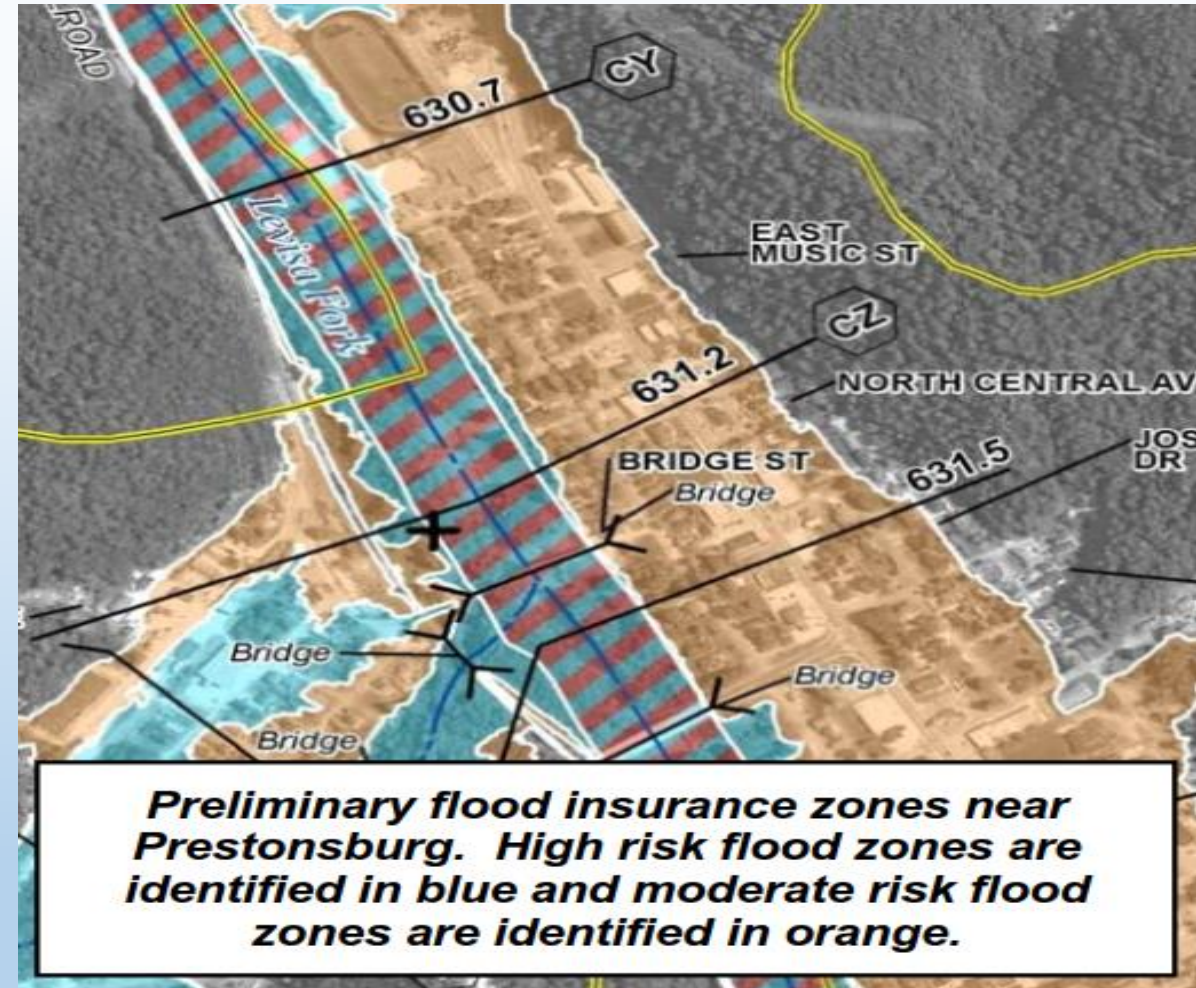 ROAD
CY
630.7
Levisa Fork
EAST
MUSIC ST
CZ
631.2
NORTH CENTRAL AV
JOS
DR
631.5
BRIDGE ST
Bridge
Bridge
Bridge
Bridge
Preliminary flood insurance zones near
Prestonsburg. High risk flood zones are
identified in blue and moderate risk flood
zones are identified in orange.